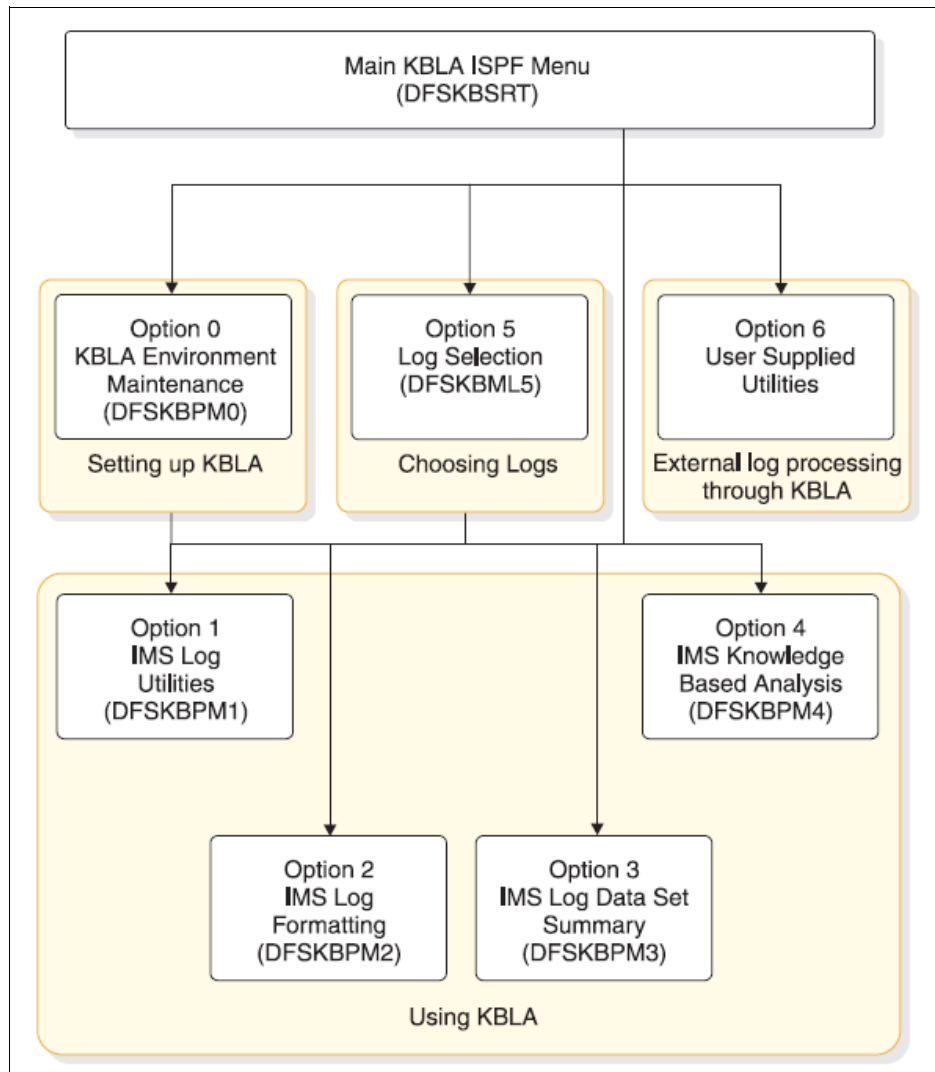 Main KBLA ISPF Menu
(DFSKBSRT)
Option 0
KBLA Environment
Maintenance
(DFSKBPM0)
Setting up KBLA
Option 5
Log Selection
(DFSKBML5)
Choosing Logs
Option 6
User Supplied
Utilities
External log processing
through KBLA
Option 1
IMS Log
Utilities
(DFSKBPM1)
Option 4
IMS Knowledge
Based Analysis
(DFSKBPM4)
Option 2
IMS Log
Formatting
(DFSKBPM2)
Option 3
IMS Log Data Set
Summary
(DFSKBPM3)
Using KBLA